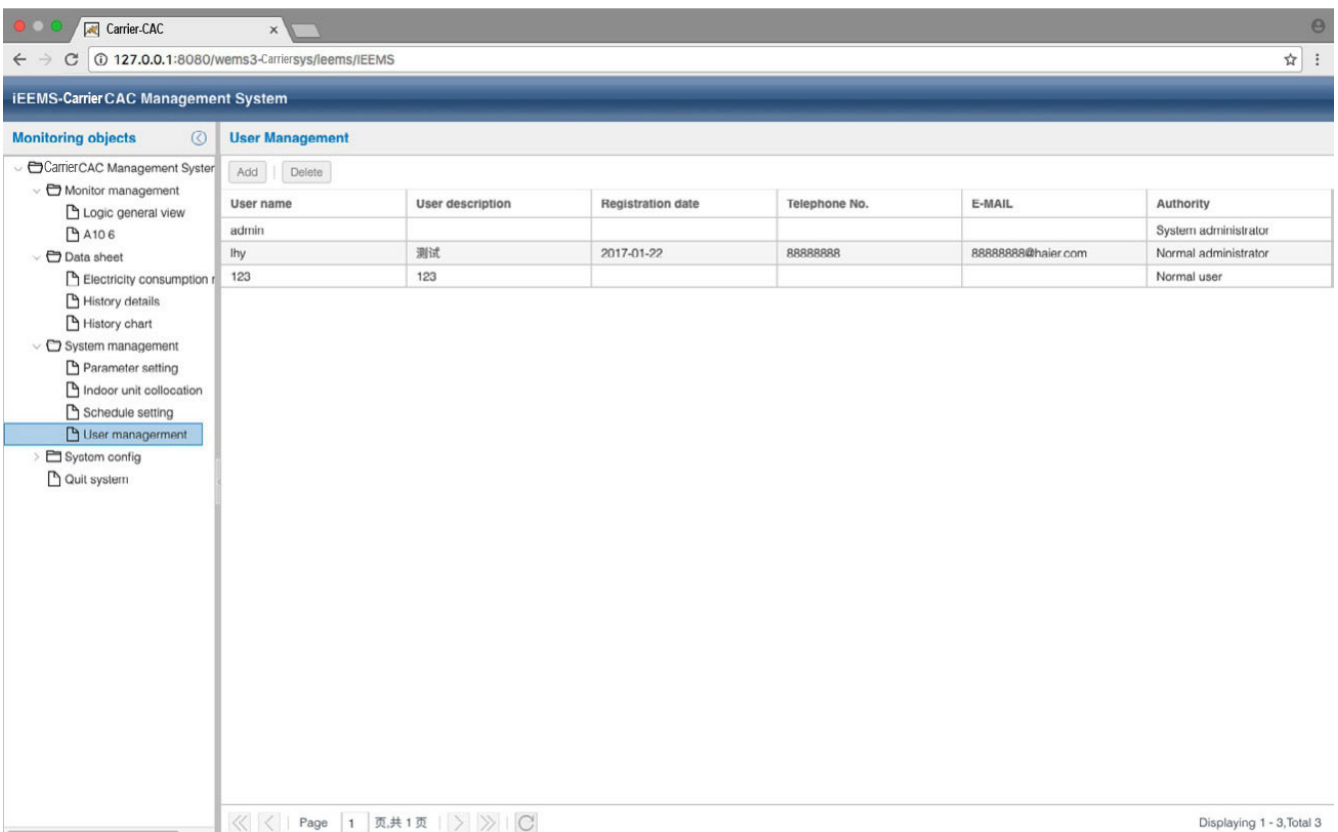 Carrier-CAC
127.0.0.1:8080/wems3-Carriersys/ieems/IEEMS
iEEMS-Carrier CAC Management System
Monitoring objects
User Management
CarrierCAC Management Syster
Monitor management
Logic general view
A10 6
Data sheet
Electricity consumption r
History details
History chart
System management
Parameter setting
Indoor unit collocation
Schedule setting
User managerment
System config
Quit system
Add Delete
User name User description Registration date Telephone No. E-MAIL Authority
admin System administrator
lhy 测试 2017-01-22 88888888 88888888@haier.com Normal administrator
123 123 Normal user
Page 1 页,共 1 页
Displaying 1 - 3,Total 3